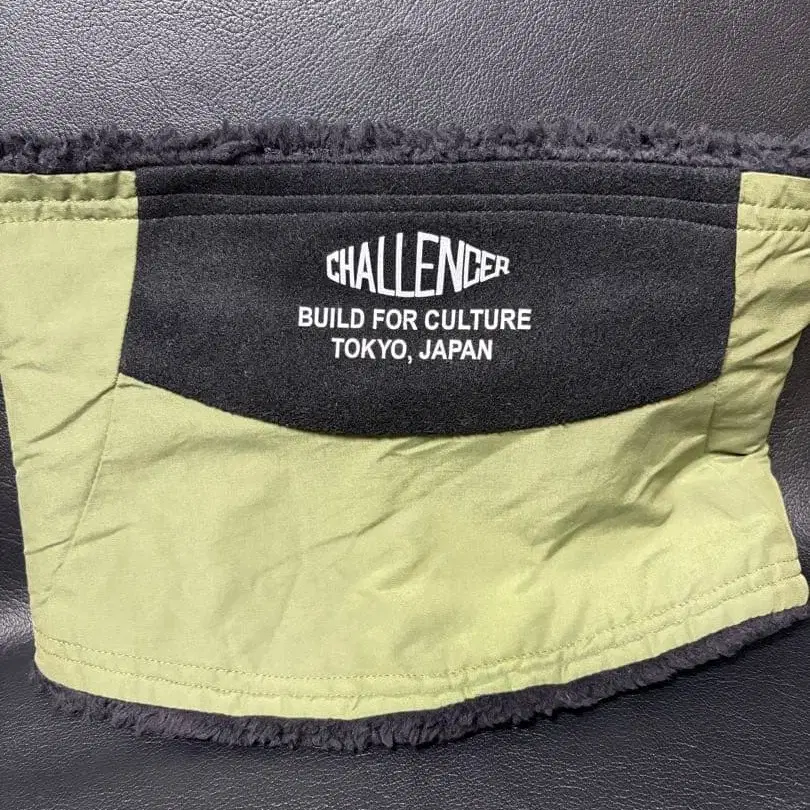 CHALLENGER
BUILD FOR CULTURE
TOKYO, JAPAN